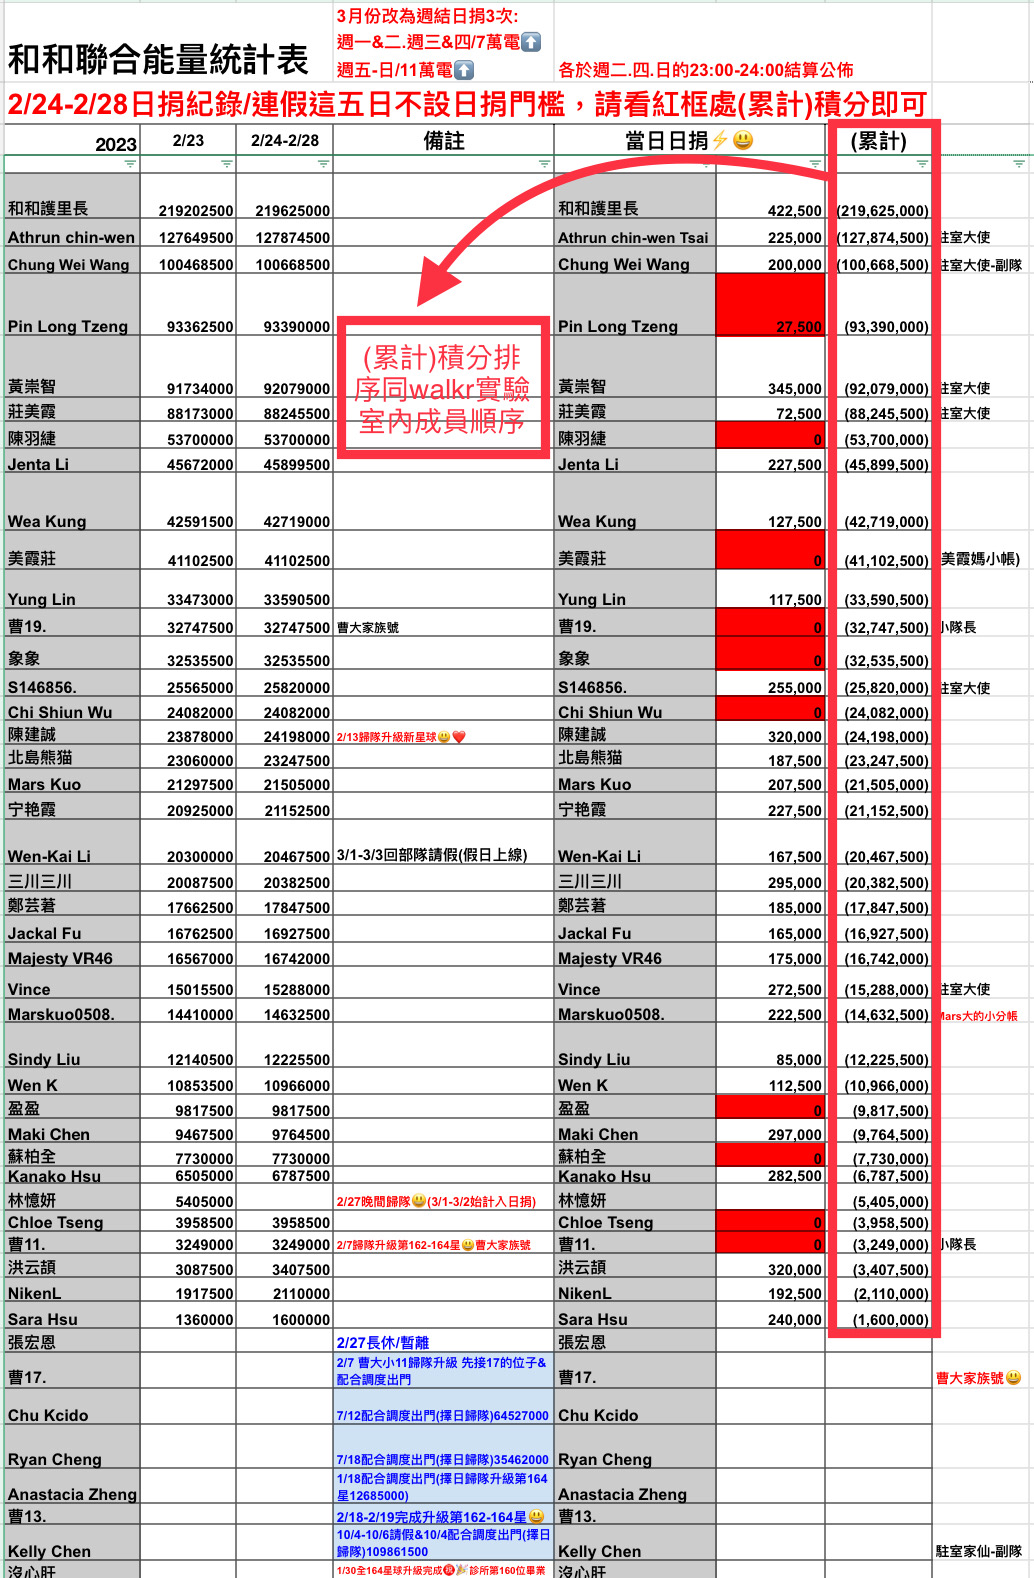 3月份改為週結日捐3次:
週一&二.週三&四/7萬電⬆️
和和聯合能量統計表
週五-日/11萬電⬆️ 各於週二.四.日的23:00-24:00結算公佈
2/24-2/28日捐紀錄/連假這五日不設日捐門檻，請看紅框處(累計)積分即可
2023 2/23 2/24-2/28 備註 當日日捐⚡😃 (累計)
和和護里長 219202500 219625000 和和護里長 422,500 (219,625,000)
Athrun chin-wen 127649500 127874500 Athrun chin-wen Tsai 225,000 (127,874,500) 駐室大使
Chung Wei Wang 100468500 100668500 Chung Wei Wang 200,000 (100,668,500) 駐室大使-副隊
Pin Long Tzeng 93362500 93390000 Pin Long Tzeng 27,500 (93,390,000)
(累計)積分排
序同walkr實驗
室內成員順序
黃崇智 91734000 92079000 黃崇智 345,000 (92,079,000) 駐室大使
莊美霞 88173000 88245500 莊美霞 72,500 (88,245,500) 駐室大使
陳羽緁 53700000 53700000 陳羽緁 0 (53,700,000)
Jenta Li 45672000 45899500 Jenta Li 227,500 (45,899,500)
Wea Kung 42591500 42719000 Wea Kung 127,500 (42,719,000)
美霞莊 41102500 41102500 美霞莊 0 (41,102,500) (美霞媽小帳)
Yung Lin 33473000 33590500 Yung Lin 117,500 (33,590,500)
曹19. 32747500 32747500 曹大家族號 曹19. 0 (32,747,500) 小隊長
象象 32535500 32535500 象象 0 (32,535,500)
S146856. 25565000 25820000 S146856. 255,000 (25,820,000) 駐室大使
Chi Shiun Wu 24082000 24082000 Chi Shiun Wu 0 (24,082,000)
陳建誠 23878000 24198000 2/13歸隊升級新星球😃❤️ 陳建誠 320,000 (24,198,000)
北島熊猫 23060000 23247500 北島熊猫 187,500 (23,247,500)
Mars Kuo 21297500 21505000 Mars Kuo 207,500 (21,505,000)
宁艳霞 20925000 21152500 宁艳霞 227,500 (21,152,500)
Wen-Kai Li 20300000 20467500 3/1-3/3回部隊請假(假日上線) Wen-Kai Li 167,500 (20,467,500)
三川三川 20087500 20382500 三川三川 295,000 (20,382,500)
鄭芸莙 17662500 17847500 鄭芸莙 185,000 (17,847,500)
Jackal Fu 16762500 16927500 Jackal Fu 165,000 (16,927,500)
Majesty VR46 16567000 16742000 Majesty VR46 175,000 (16,742,000)
Vince 15015500 15288000 Vince 272,500 (15,288,000) 駐室大使
Marskuo0508. 14410000 14632500 Marskuo0508. 222,500 (14,632,500) Mars大的小分帳
Sindy Liu 12140500 12225500 Sindy Liu 85,000 (12,225,500)
Wen K 10853500 10966000 Wen K 112,500 (10,966,000)
盈盈 9817500 9817500 盈盈 0 (9,817,500)
Maki Chen 9467500 9764500 Maki Chen 297,000 (9,764,500)
蘇柏全 7730000 7730000 蘇柏全 0 (7,730,000)
Kanako Hsu 6505000 6787500 Kanako Hsu 282,500 (6,787,500)
林憶妍 5405000 2/27晚間歸隊😃(3/1-3/2始計入日捐) 林憶妍 (5,405,000)
Chloe Tseng 3958500 3958500 Chloe Tseng 0 (3,958,500)
曹11. 3249000 3249000 2/7歸隊升級第162-164星😃曹大家族號 曹11. 0 (3,249,000) 小隊長
洪云頡 3087500 3407500 洪云頡 320,000 (3,407,500)
NikenL 1917500 2110000 NikenL 192,500 (2,110,000)
Sara Hsu 1360000 1600000 Sara Hsu 240,000 (1,600,000)
張宏恩 2/27長休/暫離 張宏恩
2/7 曹大小11歸隊升級 先接17的位子&
曹17. 配合調度出門 曹17. 曹大家族號😃
Chu Kcido 7/12配合調度出門(擇日歸隊)64527000 Chu Kcido
Ryan Cheng 7/18配合調度出門(擇日歸隊)35462000 Ryan Cheng
1/18配合調度出門(擇日歸隊升級第164
Anastacia Zheng 星12685000) Anastacia Zheng
曹13. 2/18-2/19完成升級第162-164星😃 曹13.
10/4-10/6請假&10/4配合調度出門(擇日
Kelly Chen 歸隊)109861500 Kelly Chen 駐室家仙-副隊
沒心肝 1/30全164星球升級完成㊗️🎉診所第160位畢業 沒心肝